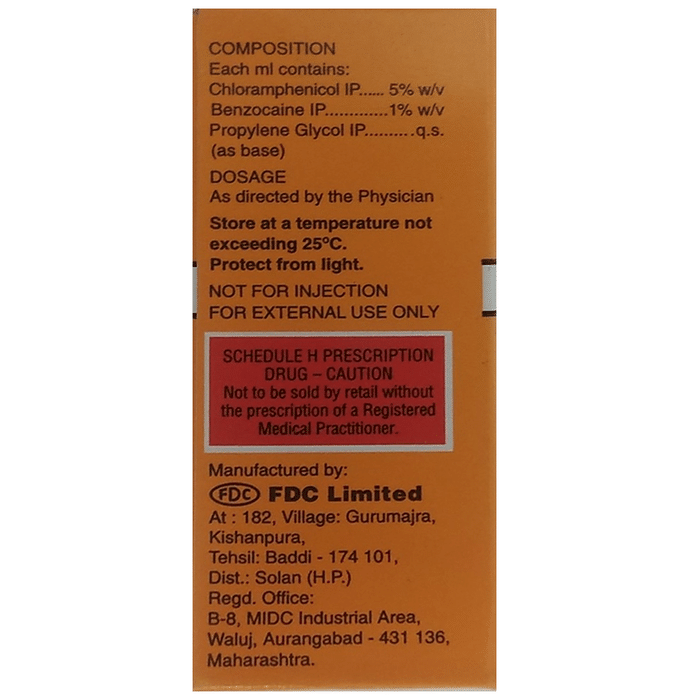 COMPOSITION
Each ml contains:
Chloramphenicol IP...... 5% w/v
Benzocaine IP.............1% w/v
Propylene Glycol IP..........q.s.
(as base)
DOSAGE
As directed by the Physician
Store at a temperature not
exceeding 25°C.
Protect from light.
NOT FOR INJECTION
FOR EXTERNAL USE ONLY
SCHEDULE H PRESCRIPTION
DRUG – CAUTION
Not to be sold by retail without
the prescription of a Registered
Medical Practitioner.
Manufactured by:
FDC FDC Limited
At : 182, Village: Gurumajra,
Kishanpura,
Tehsil: Baddi - 174 101,
Dist.: Solan (H.P.)
Regd. Office:
B-8, MIDC Industrial Area,
Waluj, Aurangabad - 431 136,
Maharashtra.